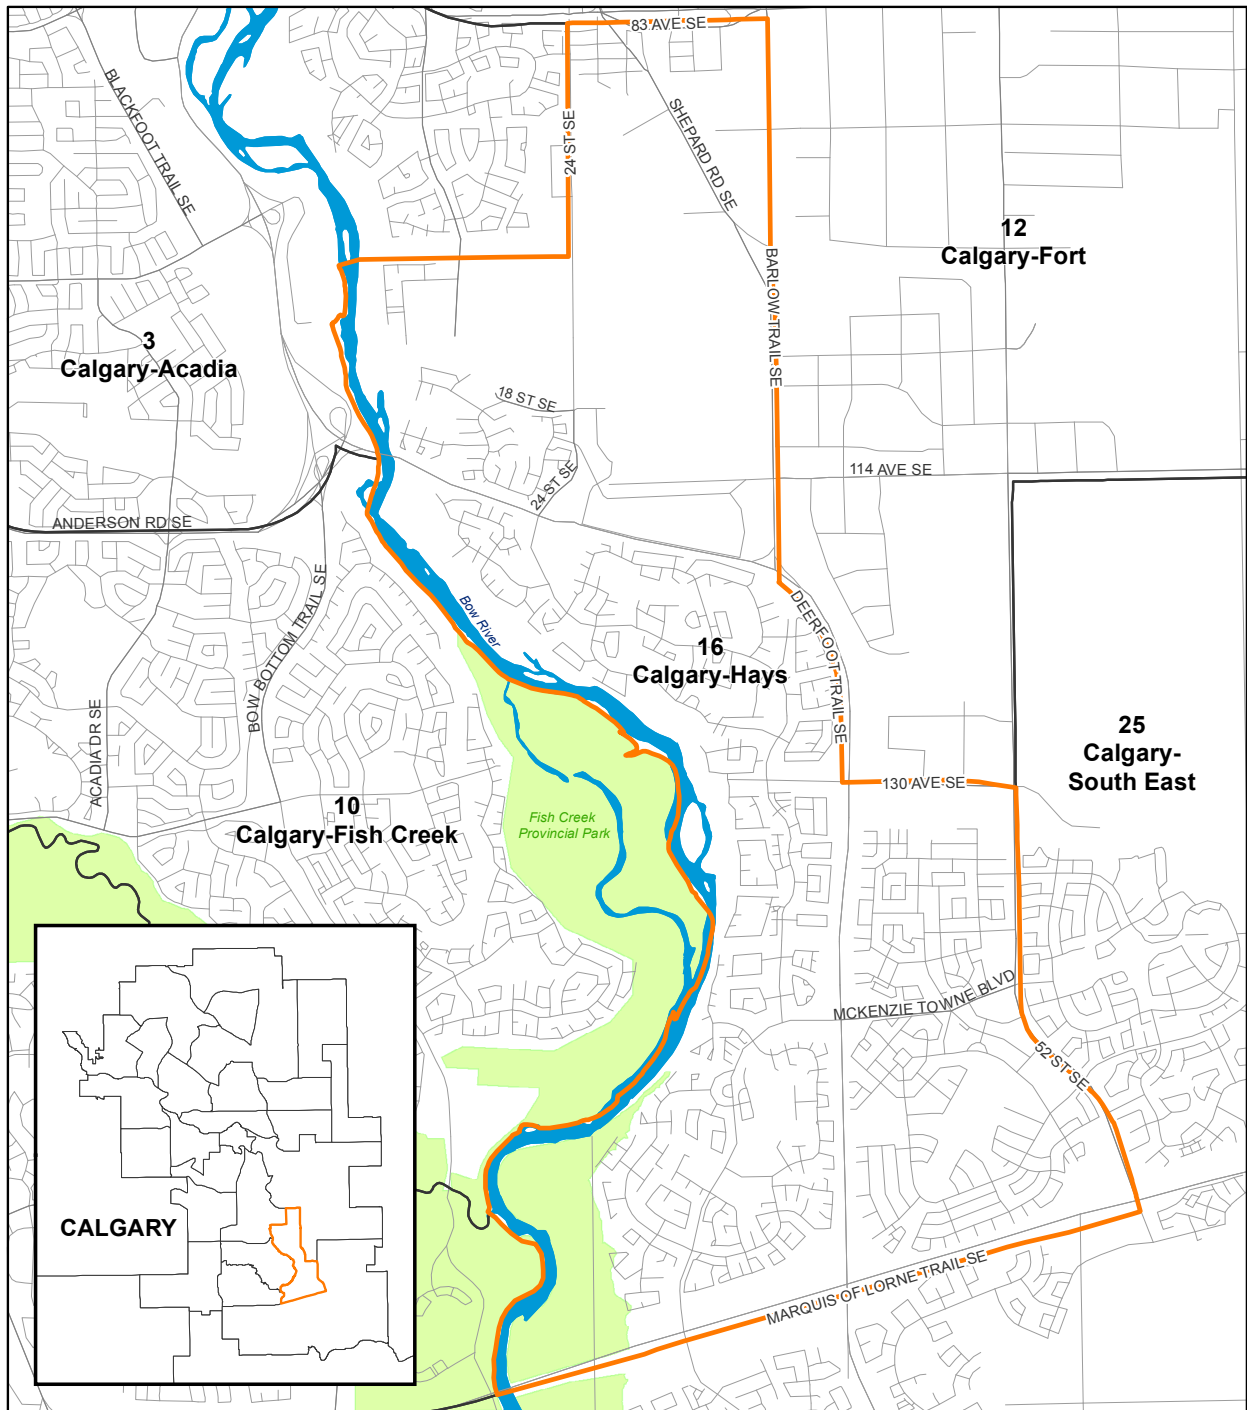 83 AVE SE
BLACKFOOT TRAIL SE
24 ST SE
SHEPARD RD SE
12
Calgary-Fort
BARLOW TRAIL SE
3
Calgary-Acadia
18 ST SE
114 AVE SE
24 ST SE
ANDERSON RD SE
BOW BOTTOM TRAIL SE
Bow River
DEERFOOT TRAIL SE
16
Calgary-Hays
ACADIA DR SE
25
Calgary-
South East
130 AVE SE
10
Calgary-Fish Creek
Fish Creek
Provincial Park
MCKENZIE TOWNE BLVD
52 ST SE
CALGARY
MARQUIS OF LORNE TRAIL SE